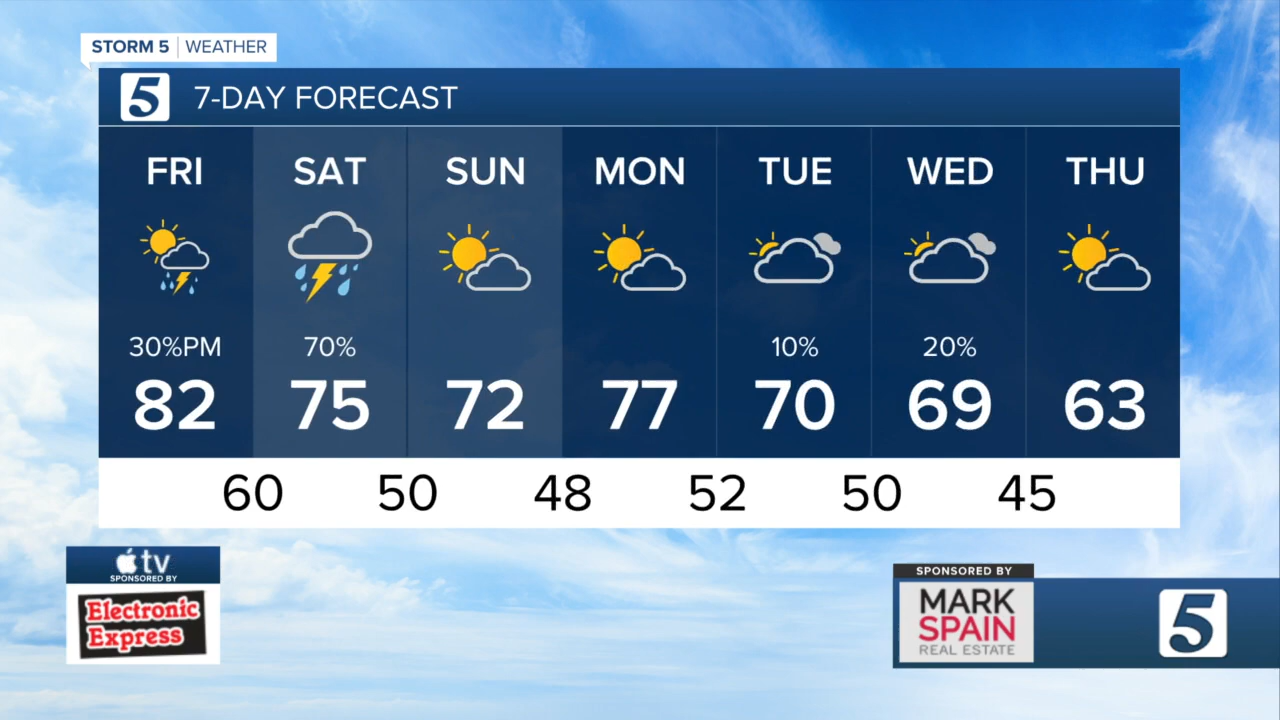 STORM 5 | WEATHER
5 7-DAY FORECAST
FRI SAT SUN MON TUE WED THU
30%PM 70% 10% 20%
82 75 72 77 70 69 63
60 50 48 52 50 45
tv
SPONSORED BY
Electronic
Express
SPONSORED BY
MARK
SPAIN
REAL ESTATE
5